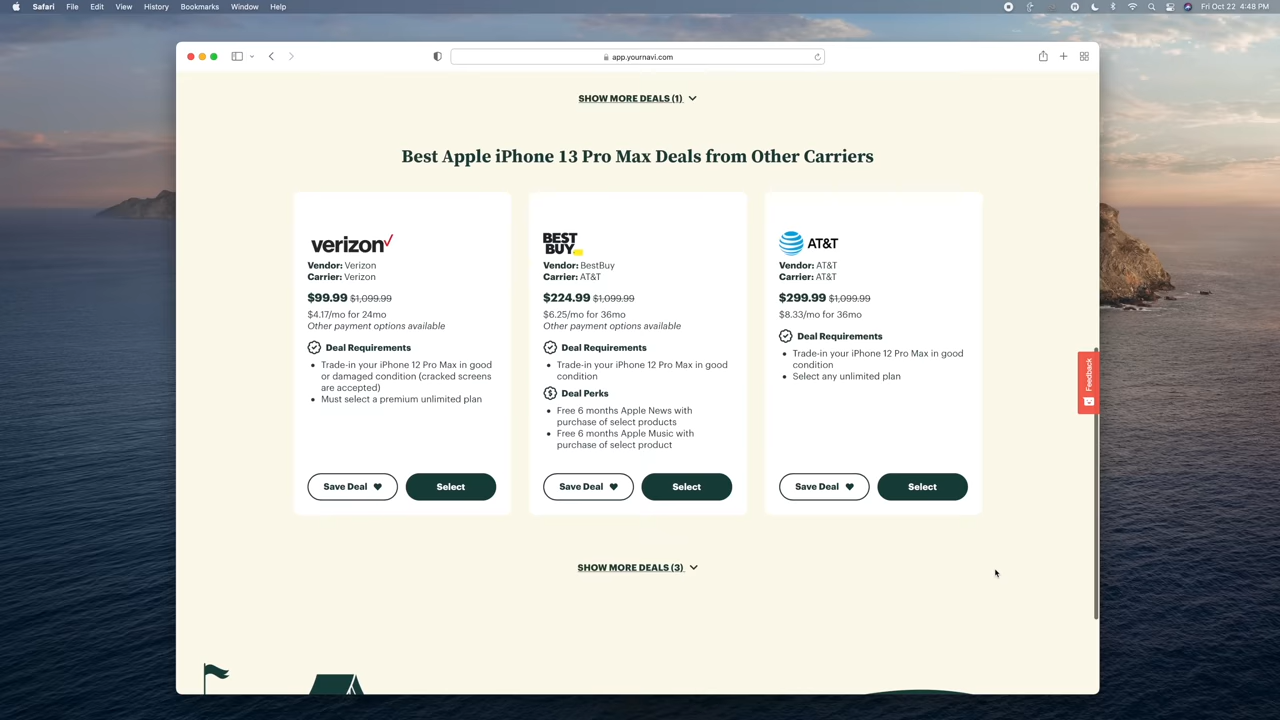 Safari File Edit View History Bookmarks Window Help Fri Oct 22 4:48 PM
app.yournavi.com
SHOW MORE DEALS (1)
Best Apple iPhone 13 Pro Max Deals from Other Carriers
verizon
Vendor: Verizon
Carrier: Verizon
$99.99 $1,099.99
$4.17/mo for 24mo
Other payment options available
Deal Requirements
• Trade-in your iPhone 12 Pro Max in good
or damaged condition (cracked screens
are accepted)
• Must select a premium unlimited plan
Save Deal Select
BEST
BUY
Vendor: BestBuy
Carrier: AT&T
$224.99 $1,099.99
$6.25/mo for 36mo
Other payment options available
Deal Requirements
• Trade-in your iPhone 12 Pro Max in good
condition
Deal Perks
• Free 6 months Apple News with
purchase of select products
• Free 6 months Apple Music with
purchase of select product
Save Deal Select
AT&T
Vendor: AT&T
Carrier: AT&T
$299.99 $1,099.99
$8.33/mo for 36mo
Deal Requirements
• Trade-in your iPhone 12 Pro Max in good
condition
• Select any unlimited plan
Save Deal Select
Feedback
SHOW MORE DEALS (3)